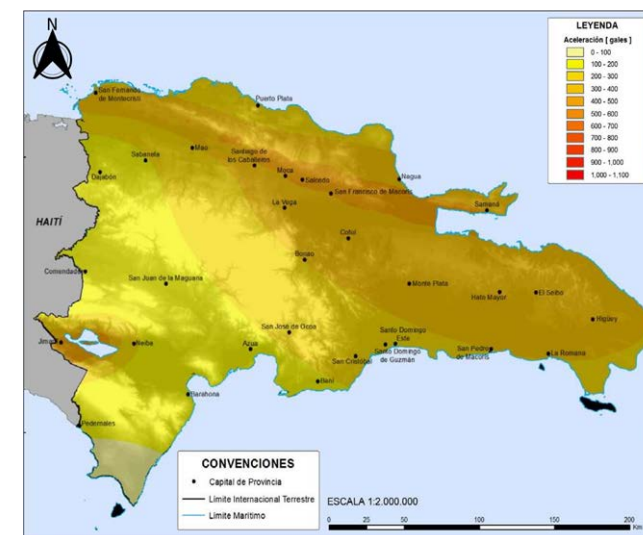 N
LEYENDA
Aceleración [ gales ]
0 - 100
100 - 200
200 - 300
300 - 400
400 - 500
500 - 600
600 - 700
700 - 800
800 - 900
900 - 1,000
1,000 - 1,100
San Fernando
de Montecristi
Puerto Plata
Mao
Sabaneta
Santiago de
los Caballeros
Moca
Salcedo
Nagua
Dajabón
San Francisco de Macorís
La Vega
Samaná
HAITÍ
Cotuí
Bonao
Comendador
San Juan de la Maguana
Monte Plata
Hato Mayor
El Seibo
Higüey
San José de Ocoa
Santo Domingo
Este
Jimaní
Neiba
Azua
Santo Domingo
de Guzmán
San Pedro
de Macorís
San Cristóbal
La Romana
Baní
Barahona
Pedernales
CONVENCIONES
Capital de Provincia
Límite Internacional Terrestre
Límite Marítimo
ESCALA 1:2.000.000
0 25 50 100 150 200
Km